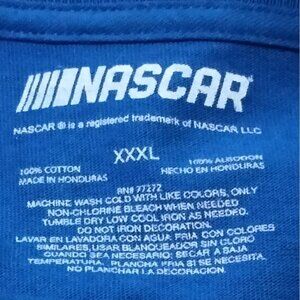 NASCAR
NASCAR ® is a registered trademark of NASCAR LLC
XXXL
100% COTTON 100% ALGODON
MADE IN HONDURAS HECHO EN HONDURAS
RN# 77272
MACHINE WASH COLD WITH LIKE COLORS, ONLY
NON-CHLORINE BLEACH WHEN NEEDED.
TUMBLE DRY LOW COOL IRON AS NEEDED.
DO NOT IRON DECORATION.
LAVAR EN LAVADORA CON AGUA FRIA CON COLORES
SIMILARES, USAR BLANQUEADOR SIN CLORO
CUANDO SEA NECESARIO; SECAR A BAJA
TEMPERATURA. PLANCHA FRIA SI SE NECESITA.
NO PLANCHAR LA DECORACION.